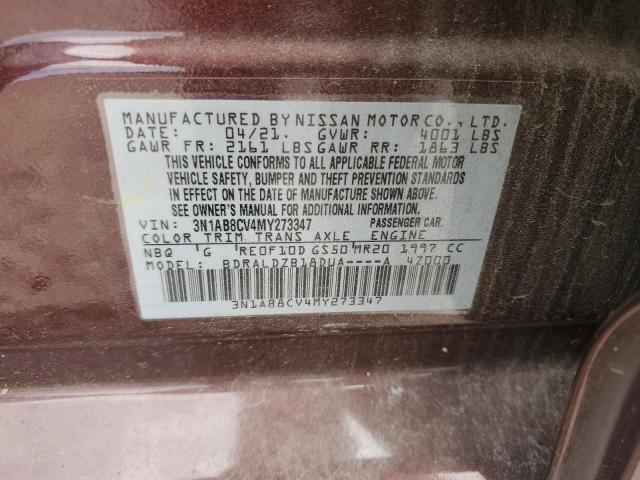 MANUFACTURED BY NISSAN MOTOR CO., LTD.
DATE: 04/21. GVWR: 4001 LBS
GAWR FR: 2161 LBS GAWR RR: 1863 LBS
THIS VEHICLE CONFORMS TO ALL APPLICABLE FEDERAL MOTOR
VEHICLE SAFETY, BUMPER AND THEFT PREVENTION STANDARDS
IN EFFECT ON THE DATE OF MANUFACTURE SHOWN ABOVE.
SEE OWNER'S MANUAL FOR ADDITIONAL INFORMATION.
VIN: 3N1AB8CV4MY273347 PASSENGER CAR.
COLOR TRIM TRANS AXLE ENGINE
NBQ G RE0F10D GS50 MR20 1997 CC
BDRALDZB18DUA----A 4Z000
3N1AB8CV4MY273347